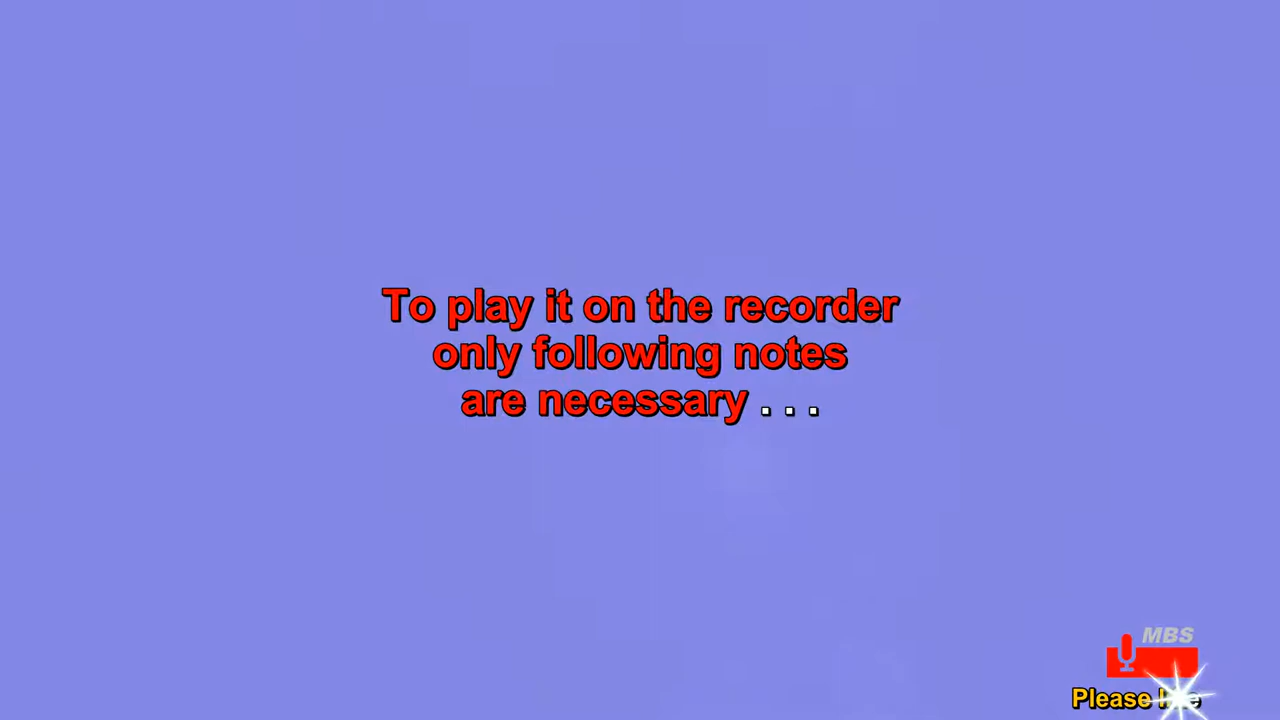 To play it on the recorder
only following notes
are necessary . . .
MBS
Please